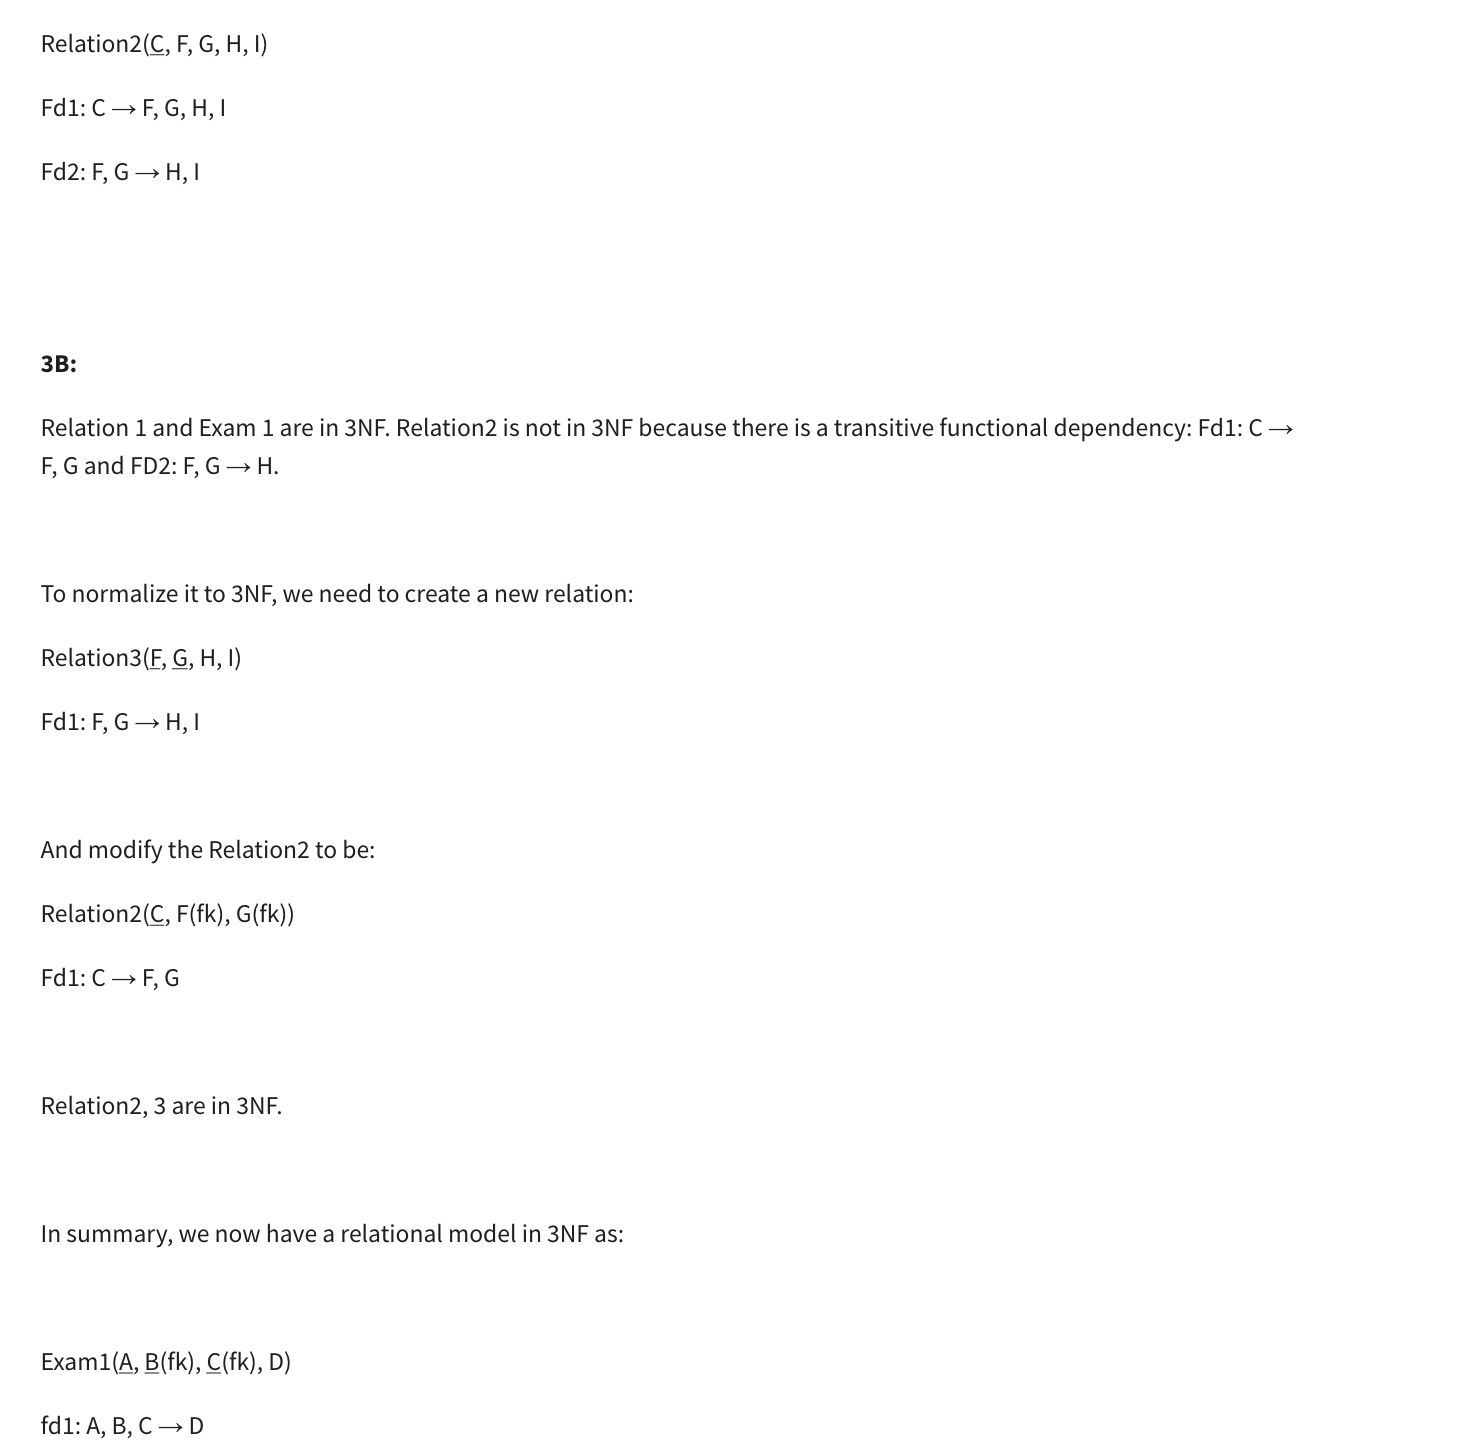 Relation2(C, F, G, H, I)
Fd1: C → F, G, H, I
Fd2: F, G → H, I
3B:
Relation 1 and Exam 1 are in 3NF. Relation2 is not in 3NF because there is a transitive functional dependency: Fd1: C →
F, G and FD2: F, G → H.
To normalize it to 3NF, we need to create a new relation:
Relation3(F, G, H, I)
Fd1: F, G → H, I
And modify the Relation2 to be:
Relation2(C, F(fk), G(fk))
Fd1: C → F, G
Relation2, 3 are in 3NF.
In summary, we now have a relational model in 3NF as:
Exam1(A, B(fk), C(fk), D)
fd1: A, B, C → D